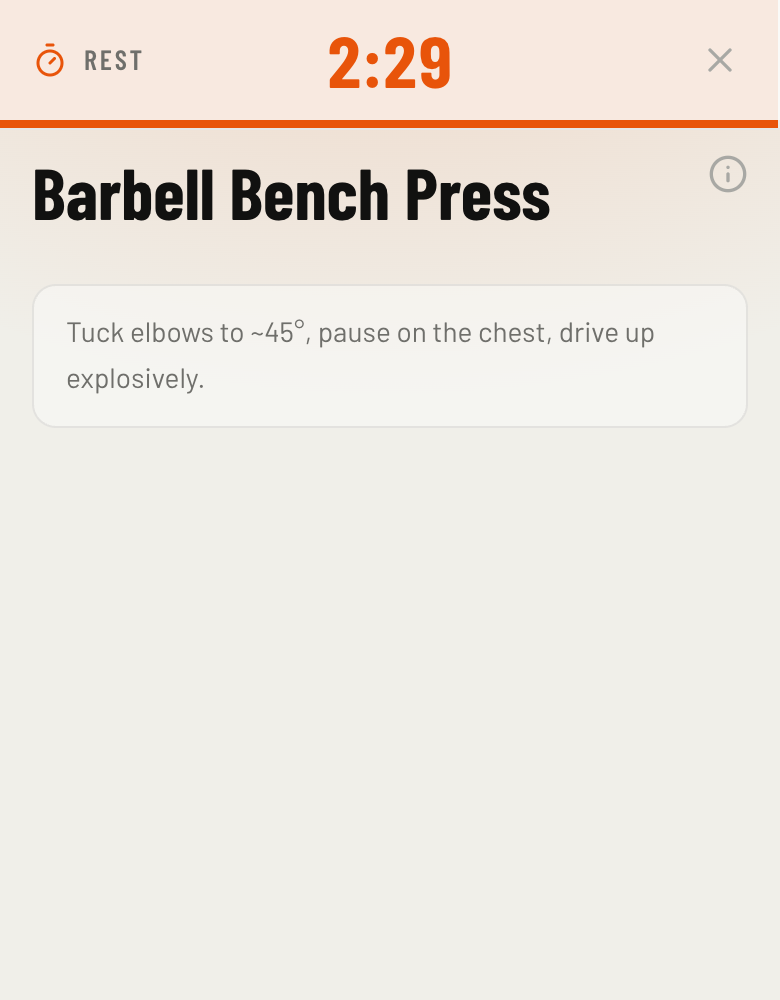 REST
2:29
Barbell Bench Press
Tuck elbows to ~45°, pause on the chest, drive up
explosively.